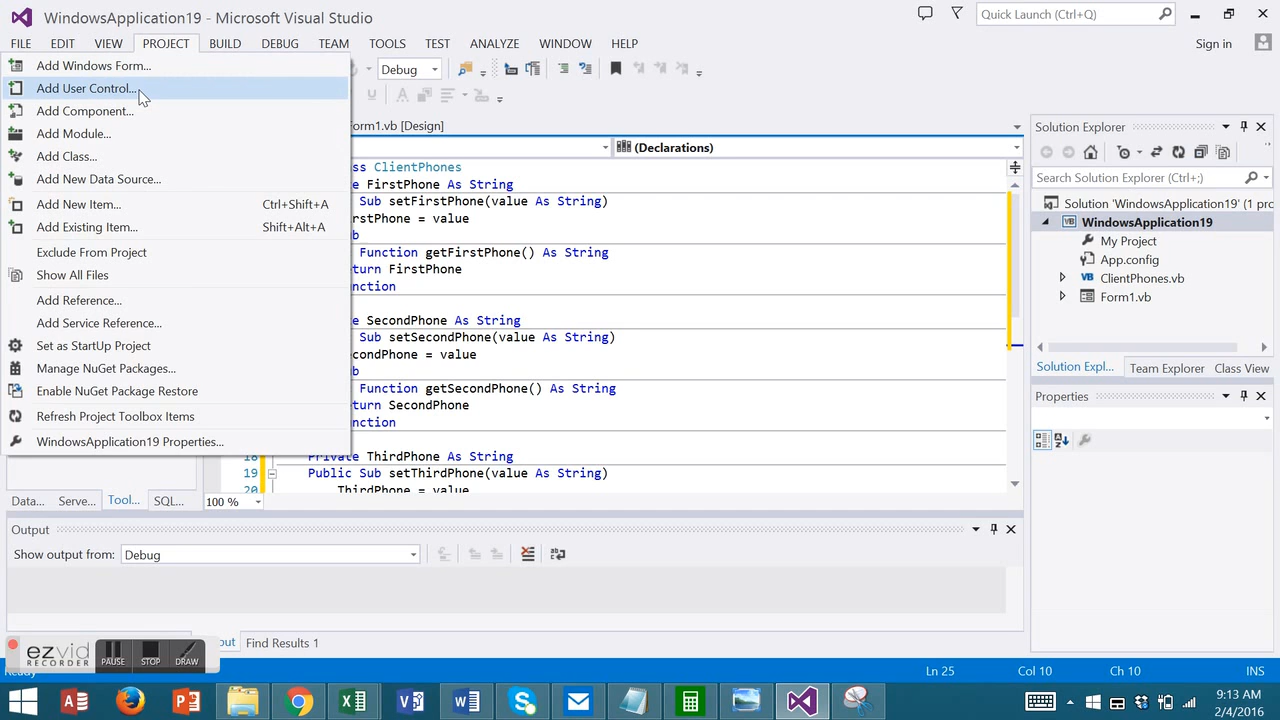 WindowsApplication19 - Microsoft Visual Studio
Quick Launch (Ctrl+Q)
FILE EDIT VIEW PROJECT BUILD DEBUG TEAM TOOLS TEST ANALYZE WINDOW HELP
Sign in
Add Windows Form...
Add User Control...
Add Component...
Add Module...
Add Class...
Add New Data Source...
Add New Item... Ctrl+Shift+A
Add Existing Item... Shift+Alt+A
Exclude From Project
Show All Files
Add Reference...
Add Service Reference...
Set as StartUp Project
Manage NuGet Packages...
Enable NuGet Package Restore
Refresh Project Toolbox Items
WindowsApplication19 Properties...
Debug
orm1.vb [Design]
(Declarations)
ss ClientPhones
e FirstPhone As String
Sub setFirstPhone(value As String)
rstPhone = value
b
Function getFirstPhone() As String
turn FirstPhone
nction
e SecondPhone As String
Sub setSecondPhone(value As String)
condPhone = value
b
Function getSecondPhone() As String
turn SecondPhone
nction
18 Private ThirdPhone As String
19 Public Sub setThirdPhone(value As String)
20 ThirdPhone = value
Data... Serve... Tool... SQL...
100 %
Solution Explorer
Search Solution Explorer (Ctrl+;)
Solution 'WindowsApplication19' (1 prc
WindowsApplication19
My Project
App.config
ClientPhones.vb
Form1.vb
Solution Expl... Team Explorer Class View
Properties
Output
Show output from: Debug
out Find Results 1
ezvid
RECORDER
PAUSE STOP DRAW
Ready
Ln 25 Col 10 Ch 10 INS
9:13 AM
2/4/2016